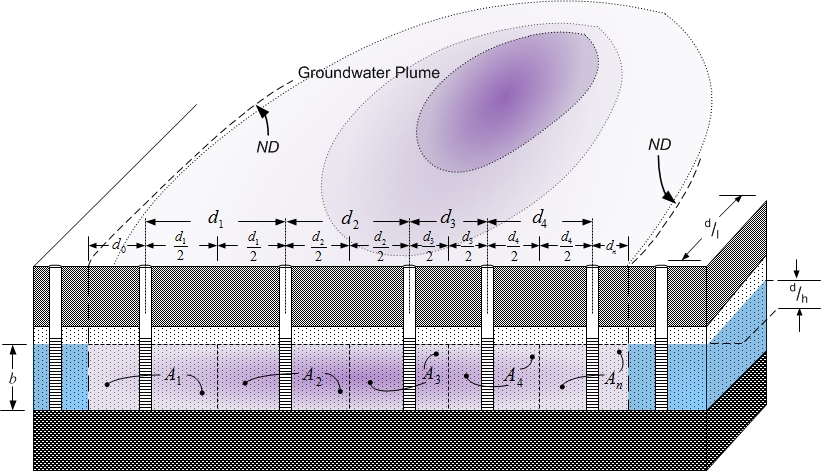 Groundwater Plume
ND
ND
d₁ d₂ d₃ d₄
d₀ d₁/2 d₁/2 d₂/2 d₂/2 d₃/2 d₃/2 d₄/2 d₄/2 dₙ
d/l
d/h
b
A₁ A₂ A₃ A₄ Aₙ